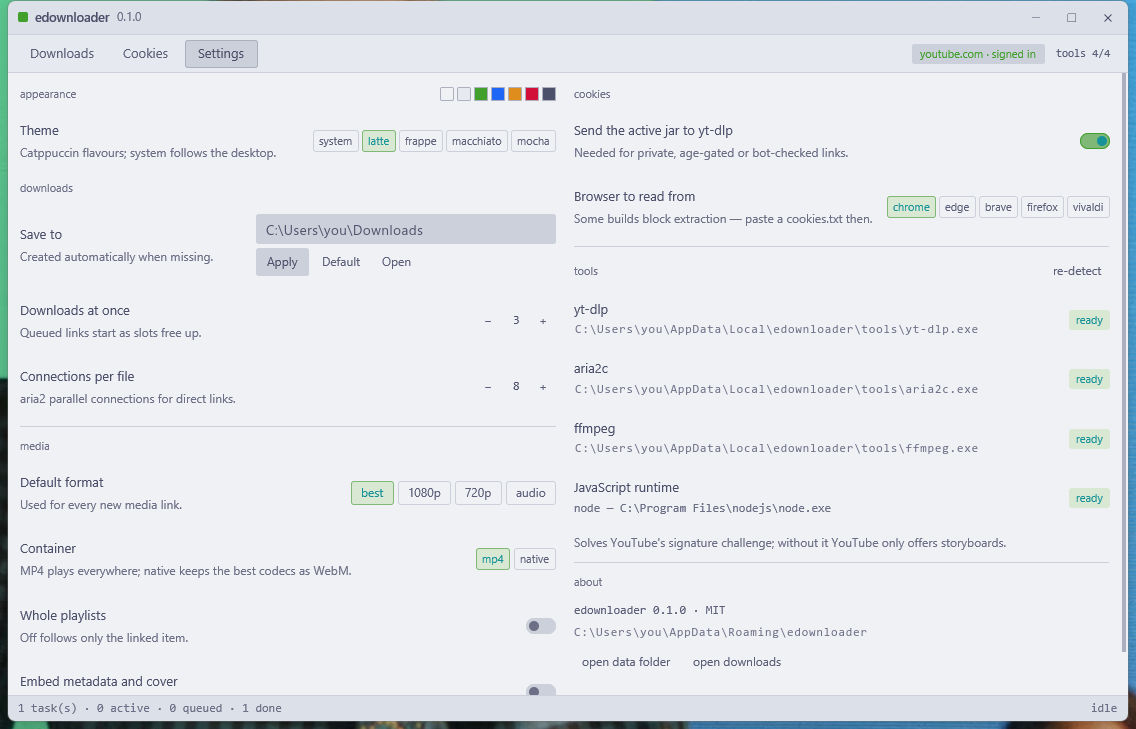 edownloader 0.1.0
Downloads Cookies Settings youtube.com · signed in tools 4/4
appearance
Theme
Catppuccin flavours; system follows the desktop.
system latte frappe macchiato mocha
downloads
Save to
Created automatically when missing.
C:\Users\you\Downloads
Apply Default Open
Downloads at once
Queued links start as slots free up.
− 3 +
Connections per file
aria2 parallel connections for direct links.
− 8 +
media
Default format
Used for every new media link.
best 1080p 720p audio
Container
MP4 plays everywhere; native keeps the best codecs as WebM.
mp4 native
Whole playlists
Off follows only the linked item.
Embed metadata and cover
cookies
Send the active jar to yt-dlp
Needed for private, age-gated or bot-checked links.
Browser to read from
Some builds block extraction — paste a cookies.txt then.
chrome edge brave firefox vivaldi
tools re-detect
yt-dlp
C:\Users\you\AppData\Local\edownloader\tools\yt-dlp.exe
ready
aria2c
C:\Users\you\AppData\Local\edownloader\tools\aria2c.exe
ready
ffmpeg
C:\Users\you\AppData\Local\edownloader\tools\ffmpeg.exe
ready
JavaScript runtime
node — C:\Program Files\nodejs\node.exe
ready
Solves YouTube's signature challenge; without it YouTube only offers storyboards.
about
edownloader 0.1.0 · MIT
C:\Users\you\AppData\Roaming\edownloader
open data folder open downloads
1 task(s) · 0 active · 0 queued · 1 done idle